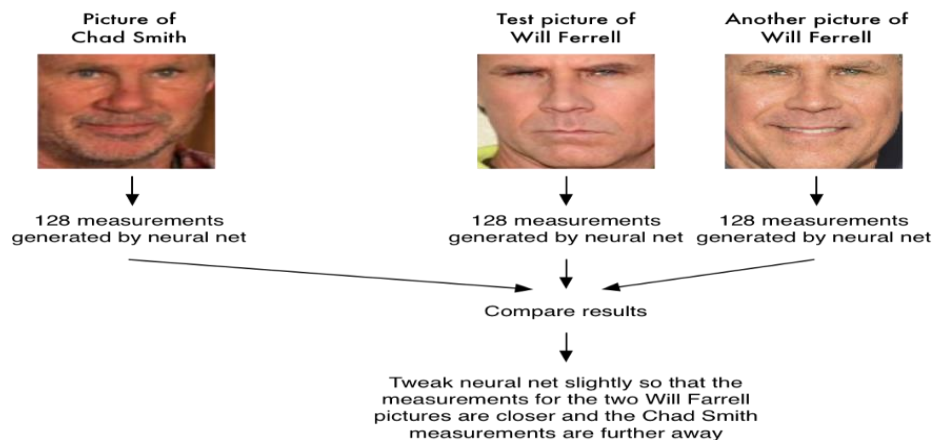 Picture of
Chad Smith
Test picture of
Will Ferrell
Another picture of
Will Ferrell
128 measurements
generated by neural net
128 measurements
generated by neural net
128 measurements
generated by neural net
Compare results
Tweak neural net slightly so that the
measurements for the two Will Farrell
pictures are closer and the Chad Smith
measurements are further away